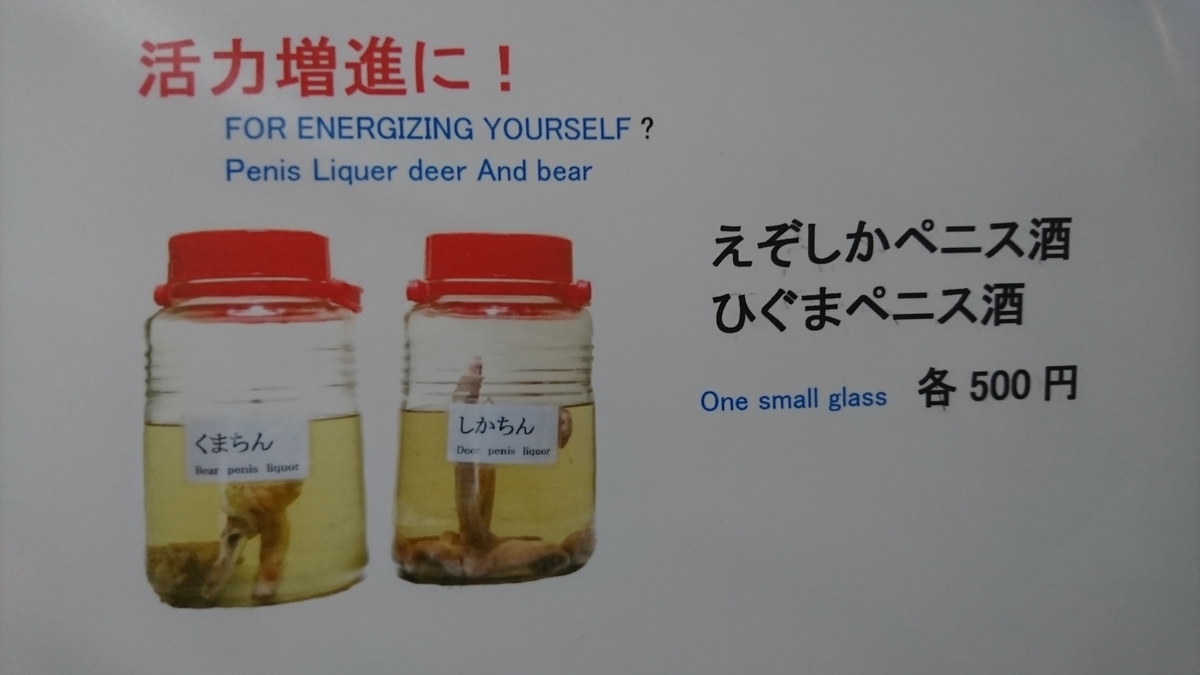 活力増進に！
FOR ENERGIZING YOURSELF ?
Penis Liquer deer And bear
えぞしかペニス酒
ひぐまペニス酒
One small glass 各 500 円
くまちん
Bear penis liquor
しかちん
Deer penis liquor